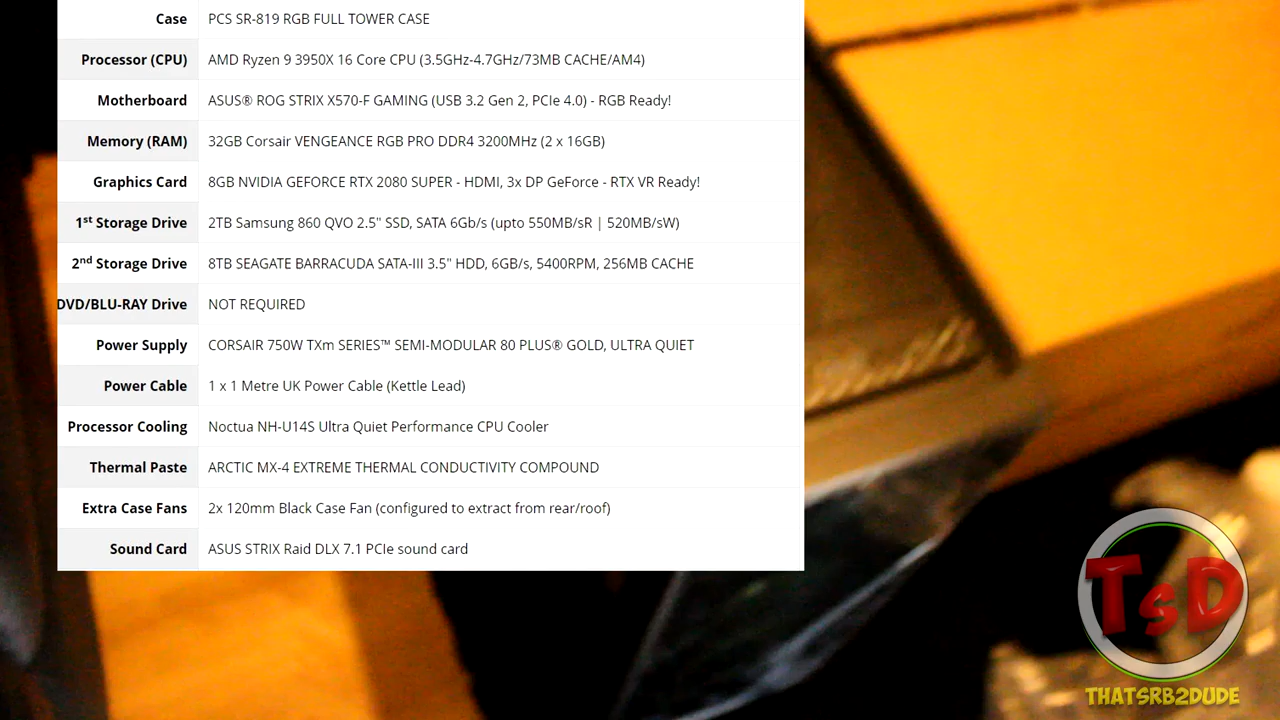 Case PCS SR-819 RGB FULL TOWER CASE
Processor (CPU) AMD Ryzen 9 3950X 16 Core CPU (3.5GHz-4.7GHz/73MB CACHE/AM4)
Motherboard ASUS® ROG STRIX X570-F GAMING (USB 3.2 Gen 2, PCIe 4.0) - RGB Ready!
Memory (RAM) 32GB Corsair VENGEANCE RGB PRO DDR4 3200MHz (2 x 16GB)
Graphics Card 8GB NVIDIA GEFORCE RTX 2080 SUPER - HDMI, 3x DP GeForce - RTX VR Ready!
1st Storage Drive 2TB Samsung 860 QVO 2.5" SSD, SATA 6Gb/s (upto 550MB/sR | 520MB/sW)
2nd Storage Drive 8TB SEAGATE BARRACUDA SATA-III 3.5" HDD, 6GB/S, 5400RPM, 256MB CACHE
DVD/BLU-RAY Drive NOT REQUIRED
Power Supply CORSAIR 750W TXm SERIES™ SEMI-MODULAR 80 PLUS® GOLD, ULTRA QUIET
Power Cable 1 x 1 Metre UK Power Cable (Kettle Lead)
Processor Cooling Noctua NH-U14S Ultra Quiet Performance CPU Cooler
Thermal Paste ARCTIC MX-4 EXTREME THERMAL CONDUCTIVITY COMPOUND
Extra Case Fans 2x 120mm Black Case Fan (configured to extract from rear/roof)
Sound Card ASUS STRIX Raid DLX 7.1 PCIe sound card
TsD
THATSRB2DUDE